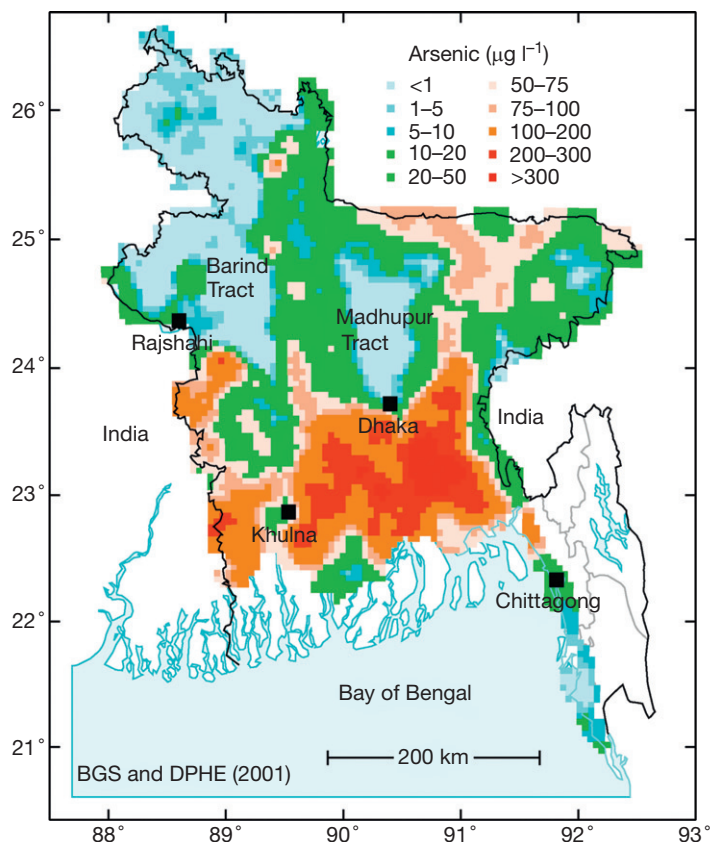 Arsenic (µg l⁻¹)
<1
1–5
5–10
10–20
20–50
50–75
75–100
100–200
200–300
>300
26°
25°
24°
23°
22°
21°
Barind
Tract
Rajshahi
Madhupur
Tract
Dhaka
India
India
Khulna
Chittagong
Bay of Bengal
200 km
BGS and DPHE (2001)
88°
89°
90°
91°
92°
93°